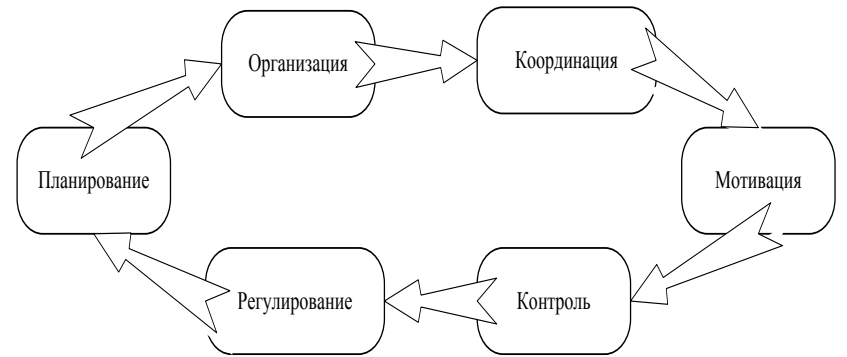 Организация
Координация
Планирование
Мотивация
Регулирование
Контроль